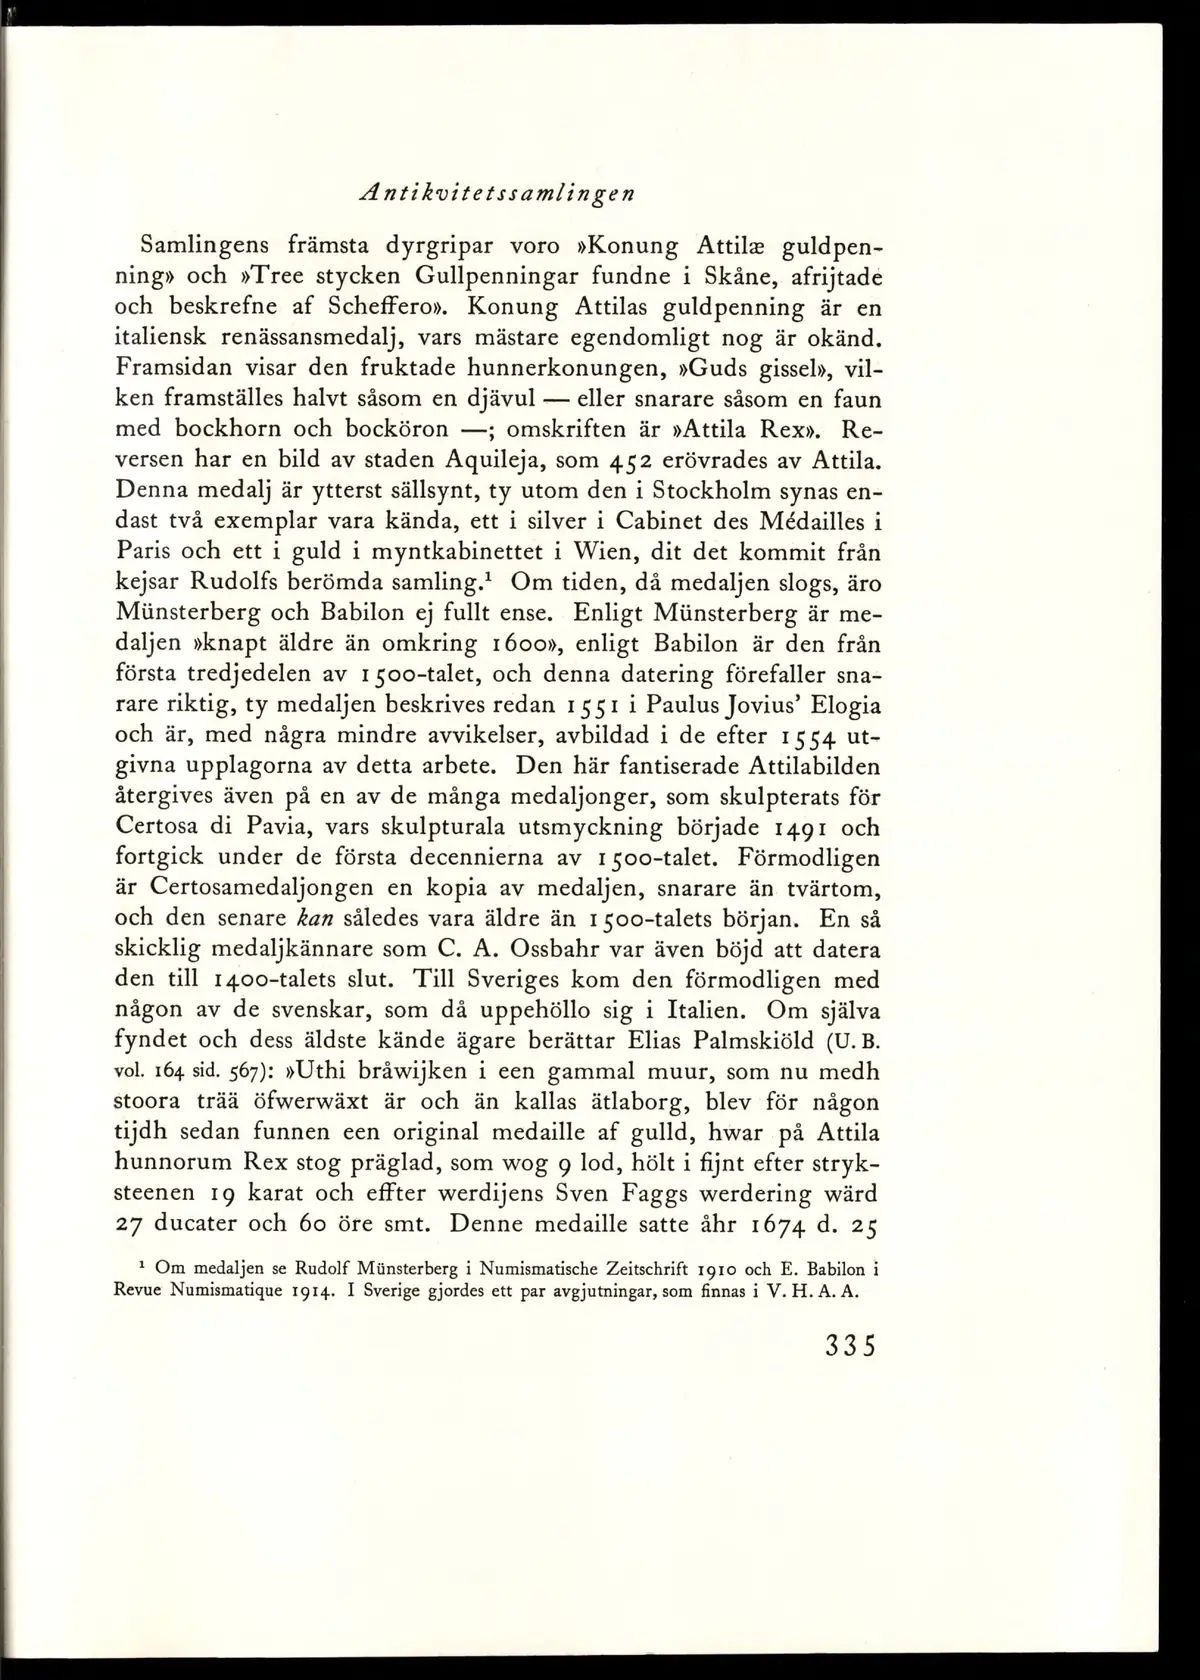 Antikvitetssamlingen
Samlingens främsta dyrgripar voro »Konung Attilæ guldpen-
ning» och »Tree stycken Gullpenningar fundne i Skåne, afrijtade
och beskrefne af Scheffero». Konung Attilas guldpenning är en
italiensk renässansmedalj, vars mästare egendomligt nog är okänd.
Framsidan visar den fruktade hunnerkonungen, »Guds gissel», vil-
ken framställes halvt såsom en djävul — eller snarare såsom en faun
med bockhorn och bocköron —; omskriften är »Attila Rex». Re-
versen har en bild av staden Aquileja, som 452 erövrades av Attila.
Denna medalj är ytterst sällsynt, ty utom den i Stockholm synas en-
dast två exemplar vara kända, ett i silver i Cabinet des Médailles i
Paris och ett i guld i myntkabinettet i Wien, dit det kommit från
kejsar Rudolfs berömda samling.¹ Om tiden, då medaljen slogs, äro
Münsterberg och Babilon ej fullt ense. Enligt Münsterberg är me-
daljen »knapt äldre än omkring 1600», enligt Babilon är den från
första tredjedelen av 1500-talet, och denna datering förefaller sna-
rare riktig, ty medaljen beskrives redan 1551 i Paulus Jovius’ Elogia
och är, med några mindre avvikelser, avbildad i de efter 1554 ut-
givna upplagorna av detta arbete. Den här fantiserade Attilabilden
återgives även på en av de många medaljonger, som skulpterats för
Certosa di Pavia, vars skulpturala utsmyckning började 1491 och
fortgick under de första decennierna av 1500-talet. Förmodligen
är Certosamedaljongen en kopia av medaljen, snarare än tvärtom,
och den senare kan således vara äldre än 1500-talets början. En så
skicklig medaljkännare som C. A. Ossbahr var även böjd att datera
den till 1400-talets slut. Till Sveriges kom den förmodligen med
någon av de svenskar, som då uppehöllo sig i Italien. Om själva
fyndet och dess äldste kände ägare berättar Elias Palmskiöld (U. B.
vol. 164 sid. 567): »Uthi bråwijken i een gammal muur, som nu medh
stoora trää öfwerwäxt är och än kallas ätlaborg, blev för någon
tijdh sedan funnen een original medaille af gulld, hwar på Attila
hunnorum Rex stog präglad, som wog 9 lod, hölt i fijnt efter stryk-
steenen 19 karat och effter werdijens Sven Faggs werdering wärd
27 ducater och 60 öre smt. Denne medaille satte åhr 1674 d. 25
¹ Om medaljen se Rudolf Münsterberg i Numismatische Zeitschrift 1910 och E. Babilon i
Revue Numismatique 1914. I Sverige gjordes ett par avgjutningar, som finnas i V. H. A. A.
335